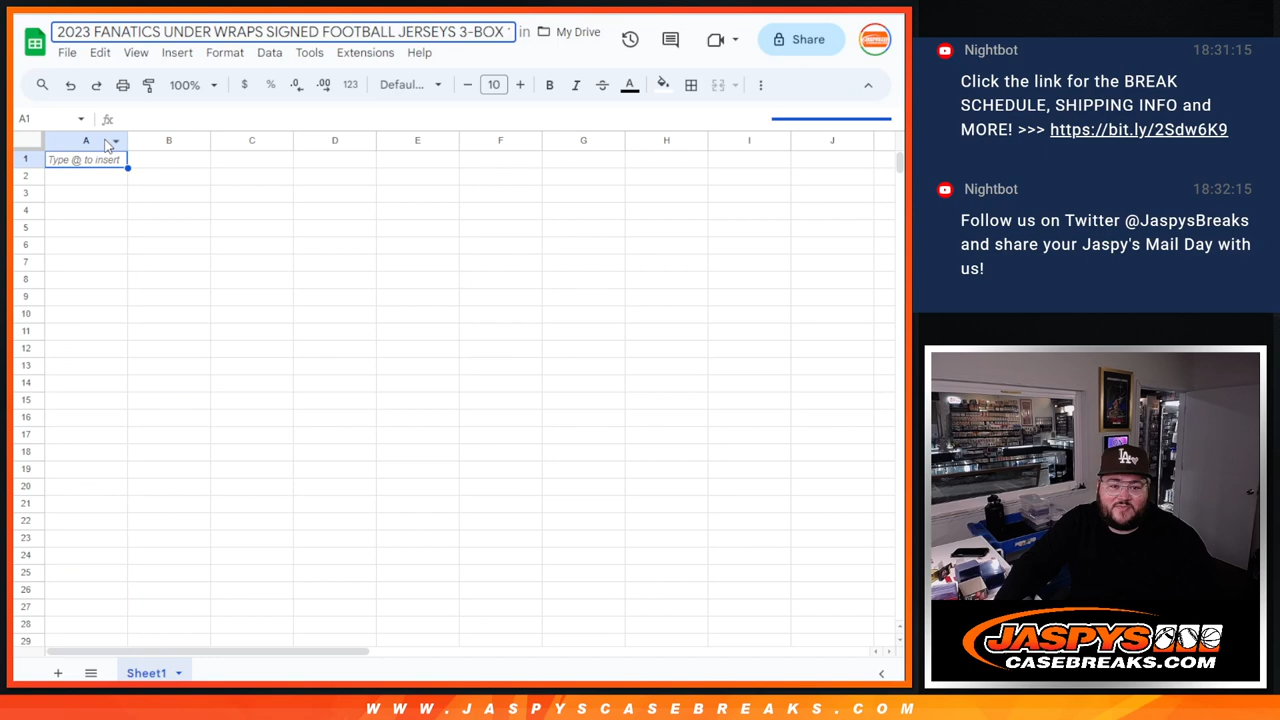 2023 FANATICS UNDER WRAPS SIGNED FOOTBALL JERSEYS 3-BOX
in My Drive
Share
File Edit View Insert Format Data Tools Extensions Help
100% $ % .0 .00 123 Defaul... 10 B I S A
A1 fx
A B C D E F G H I J
1 Type @ to insert
2
3
4
5
6
7
8
9
10
11
12
13
14
15
16
17
18
19
20
21
22
23
24
25
26
27
28
29
Sheet1
Nightbot 18:31:15
Click the link for the BREAK
SCHEDULE, SHIPPING INFO and
MORE! >>> https://bit.ly/2Sdw6K9
Nightbot 18:32:15
Follow us on Twitter @JaspysBreaks
and share your Jaspy's Mail Day with
us!
LA
JASPYS
CASEBREAKS.COM
WWW.JASPYSCASEBREAKS.COM